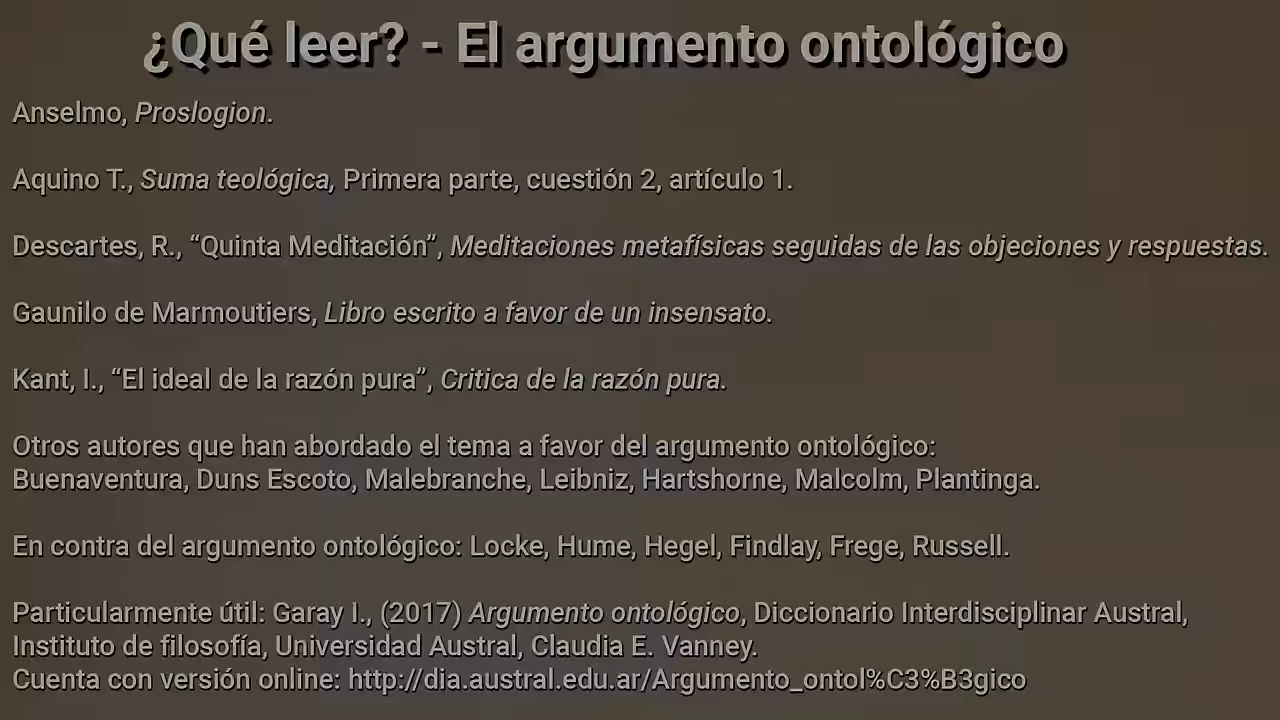 ¿Qué leer? - El argumento ontológico
Anselmo, Proslogion.
Aquino T., Suma teológica, Primera parte, cuestión 2, artículo 1.
Descartes, R., “Quinta Meditación”, Meditaciones metafísicas seguidas de las objeciones y respuestas.
Gaunilo de Marmoutiers, Libro escrito a favor de un insensato.
Kant, I., “El ideal de la razón pura”, Critica de la razón pura.
Otros autores que han abordado el tema a favor del argumento ontológico:
Buenaventura, Duns Escoto, Malebranche, Leibniz, Hartshorne, Malcolm, Plantinga.
En contra del argumento ontológico: Locke, Hume, Hegel, Findlay, Frege, Russell.
Particularmente útil: Garay I., (2017) Argumento ontológico, Diccionario Interdisciplinar Austral,
Instituto de filosofía, Universidad Austral, Claudia E. Vanney.
Cuenta con versión online: http://dia.austral.edu.ar/Argumento_ontol%C3%B3gico